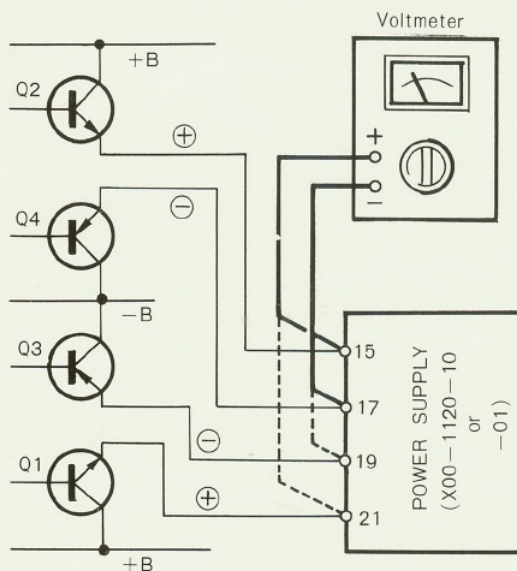 Voltmeter
+B
Q2
+
+
−
Q4
−
−B
15
Q3
17
−
19
Q1
+
21
+B
POWER SUPPLY
(X00-1120-10
or
-01)